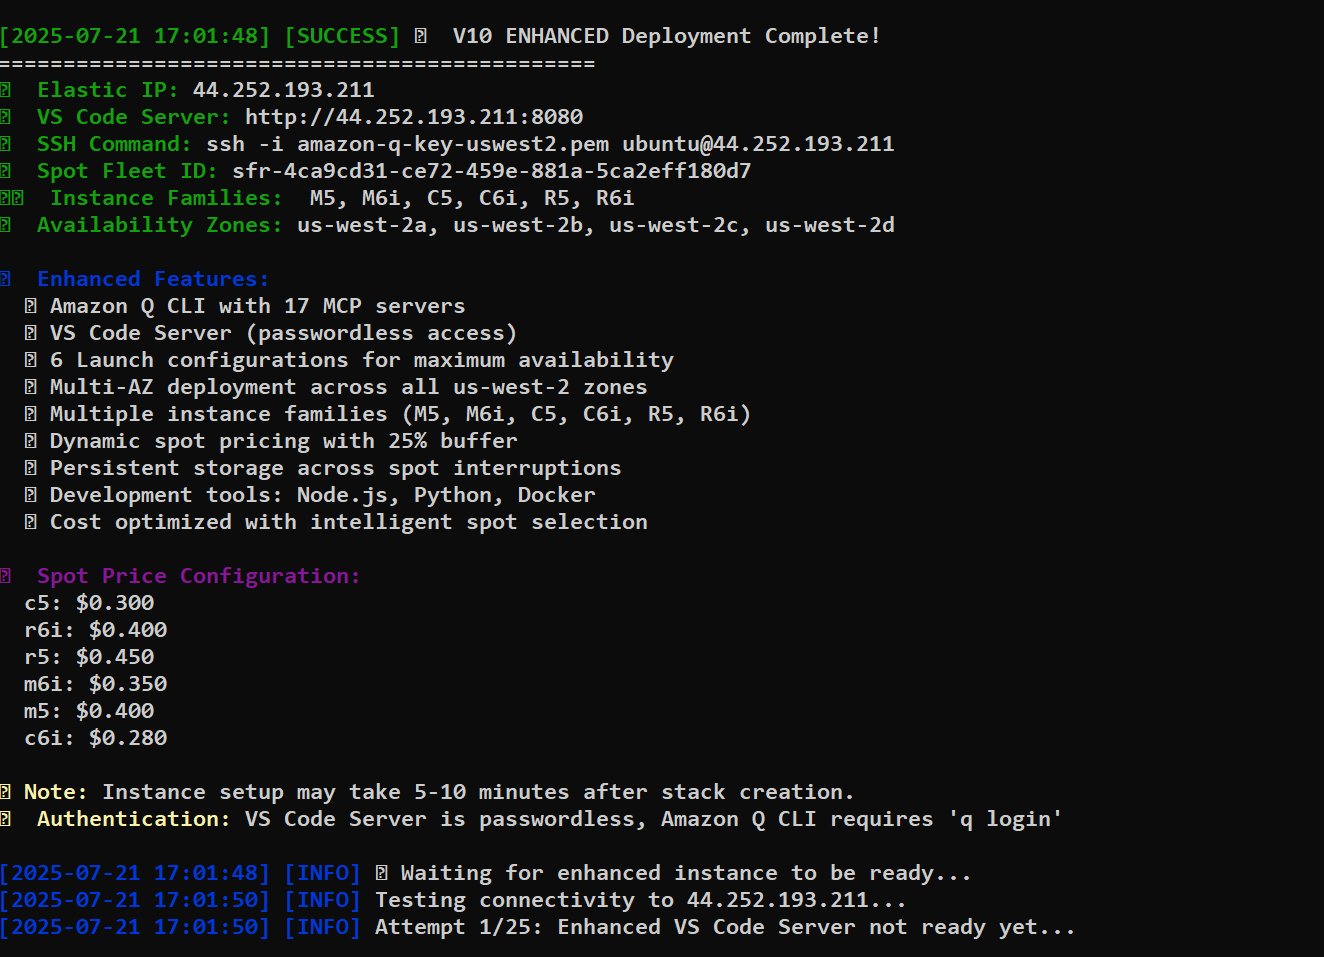 [2025-07-21 17:01:48] [SUCCESS] ⍰  V10 ENHANCED Deployment Complete!
==============================================
⍰  Elastic IP: 44.252.193.211
⍰  VS Code Server: http://44.252.193.211:8080
⍰  SSH Command: ssh -i amazon-q-key-uswest2.pem ubuntu@44.252.193.211
⍰  Spot Fleet ID: sfr-4ca9cd31-ce72-459e-881a-5ca2eff180d7
⍰⍰  Instance Families:  M5, M6i, C5, C6i, R5, R6i
⍰  Availability Zones: us-west-2a, us-west-2b, us-west-2c, us-west-2d
⍰  Enhanced Features:
⍰ Amazon Q CLI with 17 MCP servers
⍰ VS Code Server (passwordless access)
⍰ 6 Launch configurations for maximum availability
⍰ Multi-AZ deployment across all us-west-2 zones
⍰ Multiple instance families (M5, M6i, C5, C6i, R5, R6i)
⍰ Dynamic spot pricing with 25% buffer
⍰ Persistent storage across spot interruptions
⍰ Development tools: Node.js, Python, Docker
⍰ Cost optimized with intelligent spot selection
⍰  Spot Price Configuration:
c5: $0.300
r6i: $0.400
r5: $0.450
m6i: $0.350
m5: $0.400
c6i: $0.280
⍰ Note: Instance setup may take 5-10 minutes after stack creation.
⍰  Authentication: VS Code Server is passwordless, Amazon Q CLI requires 'q login'
[2025-07-21 17:01:48] [INFO] ⍰ Waiting for enhanced instance to be ready...
[2025-07-21 17:01:50] [INFO] Testing connectivity to 44.252.193.211...
[2025-07-21 17:01:50] [INFO] Attempt 1/25: Enhanced VS Code Server not ready yet...